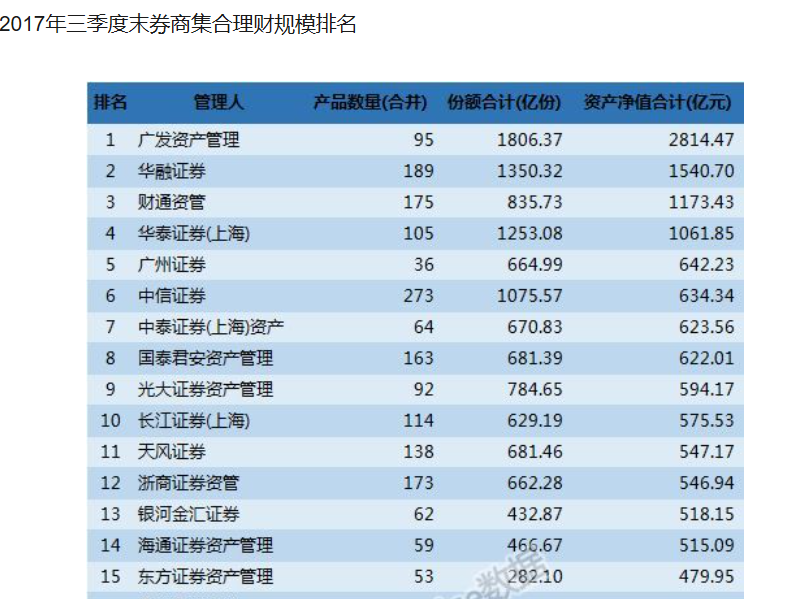 2017年三季度末券商集合理财规模排名
排名 管理人 产品数量(合并) 份额合计(亿份) 资产净值合计(亿元)
1 广发资产管理 95 1806.37 2814.47
2 华融证券 189 1350.32 1540.70
3 财通资管 175 835.73 1173.43
4 华泰证券(上海) 105 1253.08 1061.85
5 广州证券 36 664.99 642.23
6 中信证券 273 1075.57 634.34
7 中泰证券(上海)资产 64 670.83 623.56
8 国泰君安资产管理 163 681.39 622.01
9 光大证券资产管理 92 784.65 594.17
10 长江证券(上海) 114 629.19 575.53
11 天风证券 138 681.46 547.17
12 浙商证券资管 173 662.28 546.94
13 银河金汇证券 62 432.87 518.15
14 海通证券资产管理 59 466.67 515.09
15 东方证券资产管理 53 282.10 479.95
数据